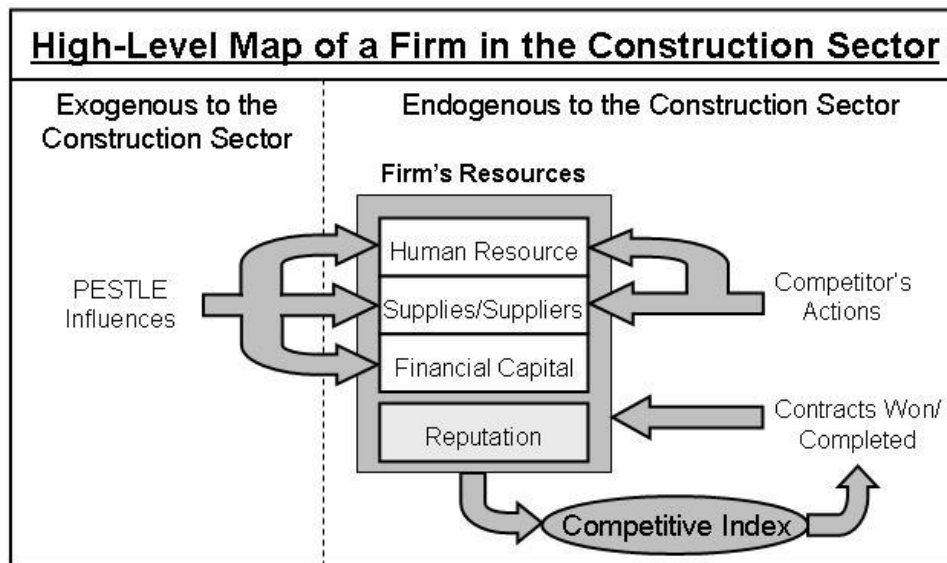 High-Level Map of a Firm in the Construction Sector
Exogenous to the
Construction Sector
Endogenous to the Construction Sector
Firm's Resources
Human Resource
Supplies/Suppliers
Financial Capital
Reputation
PESTLE
Influences
Competitor's
Actions
Contracts Won/
Completed
Competitive Index